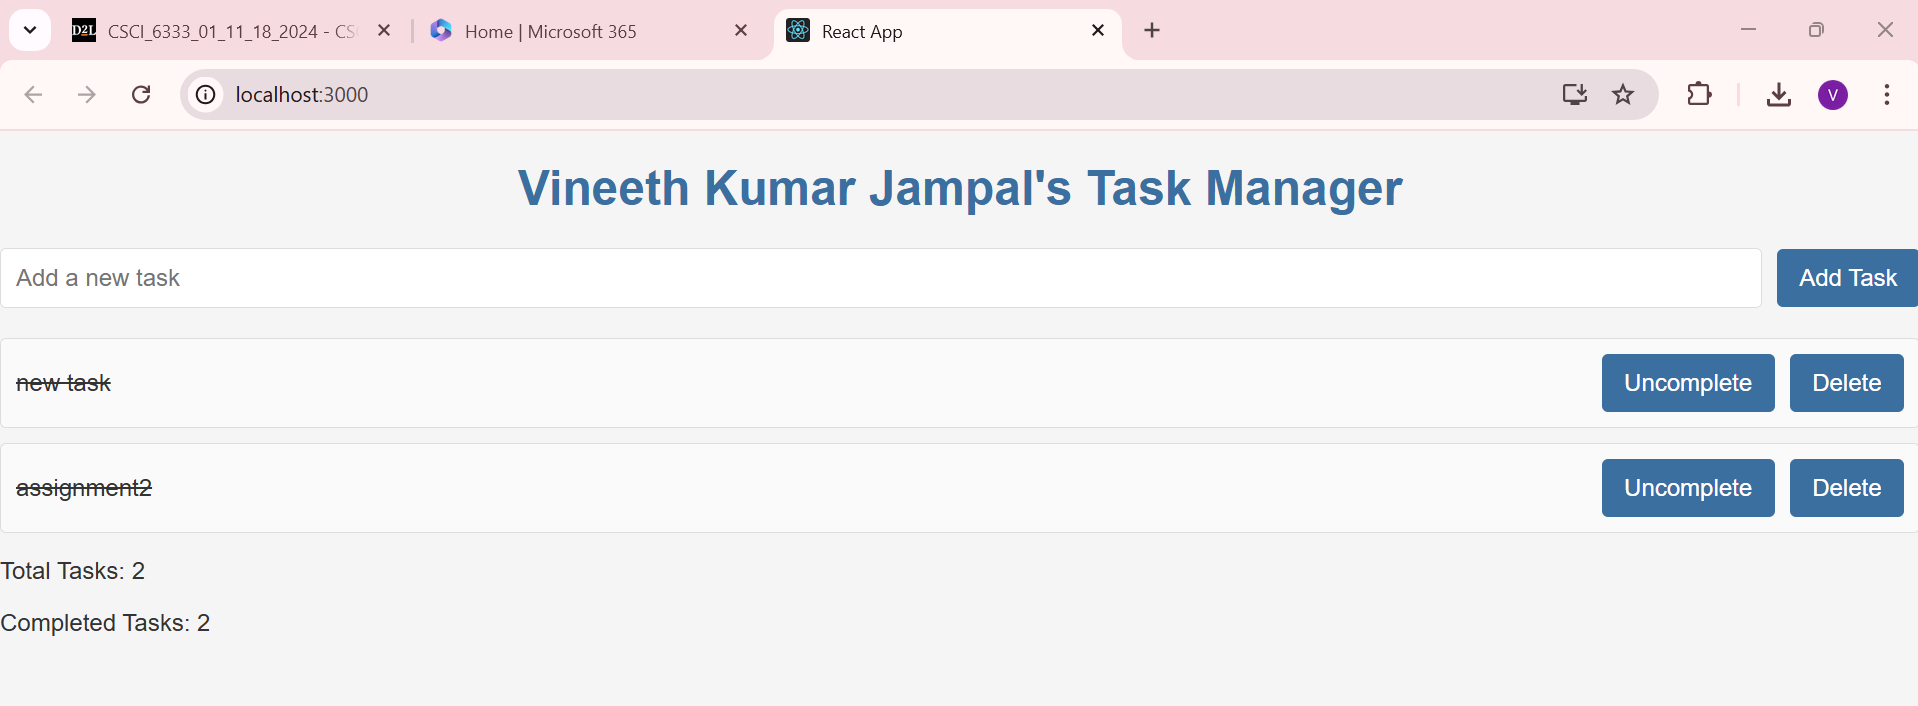 D2L CSCI_6333_01_11_18_2024 - CS
Home | Microsoft 365
React App
localhost:3000
V
Vineeth Kumar Jampal's Task Manager
Add a new task
Add Task
new task
Uncomplete
Delete
assignment2
Uncomplete
Delete
Total Tasks: 2
Completed Tasks: 2